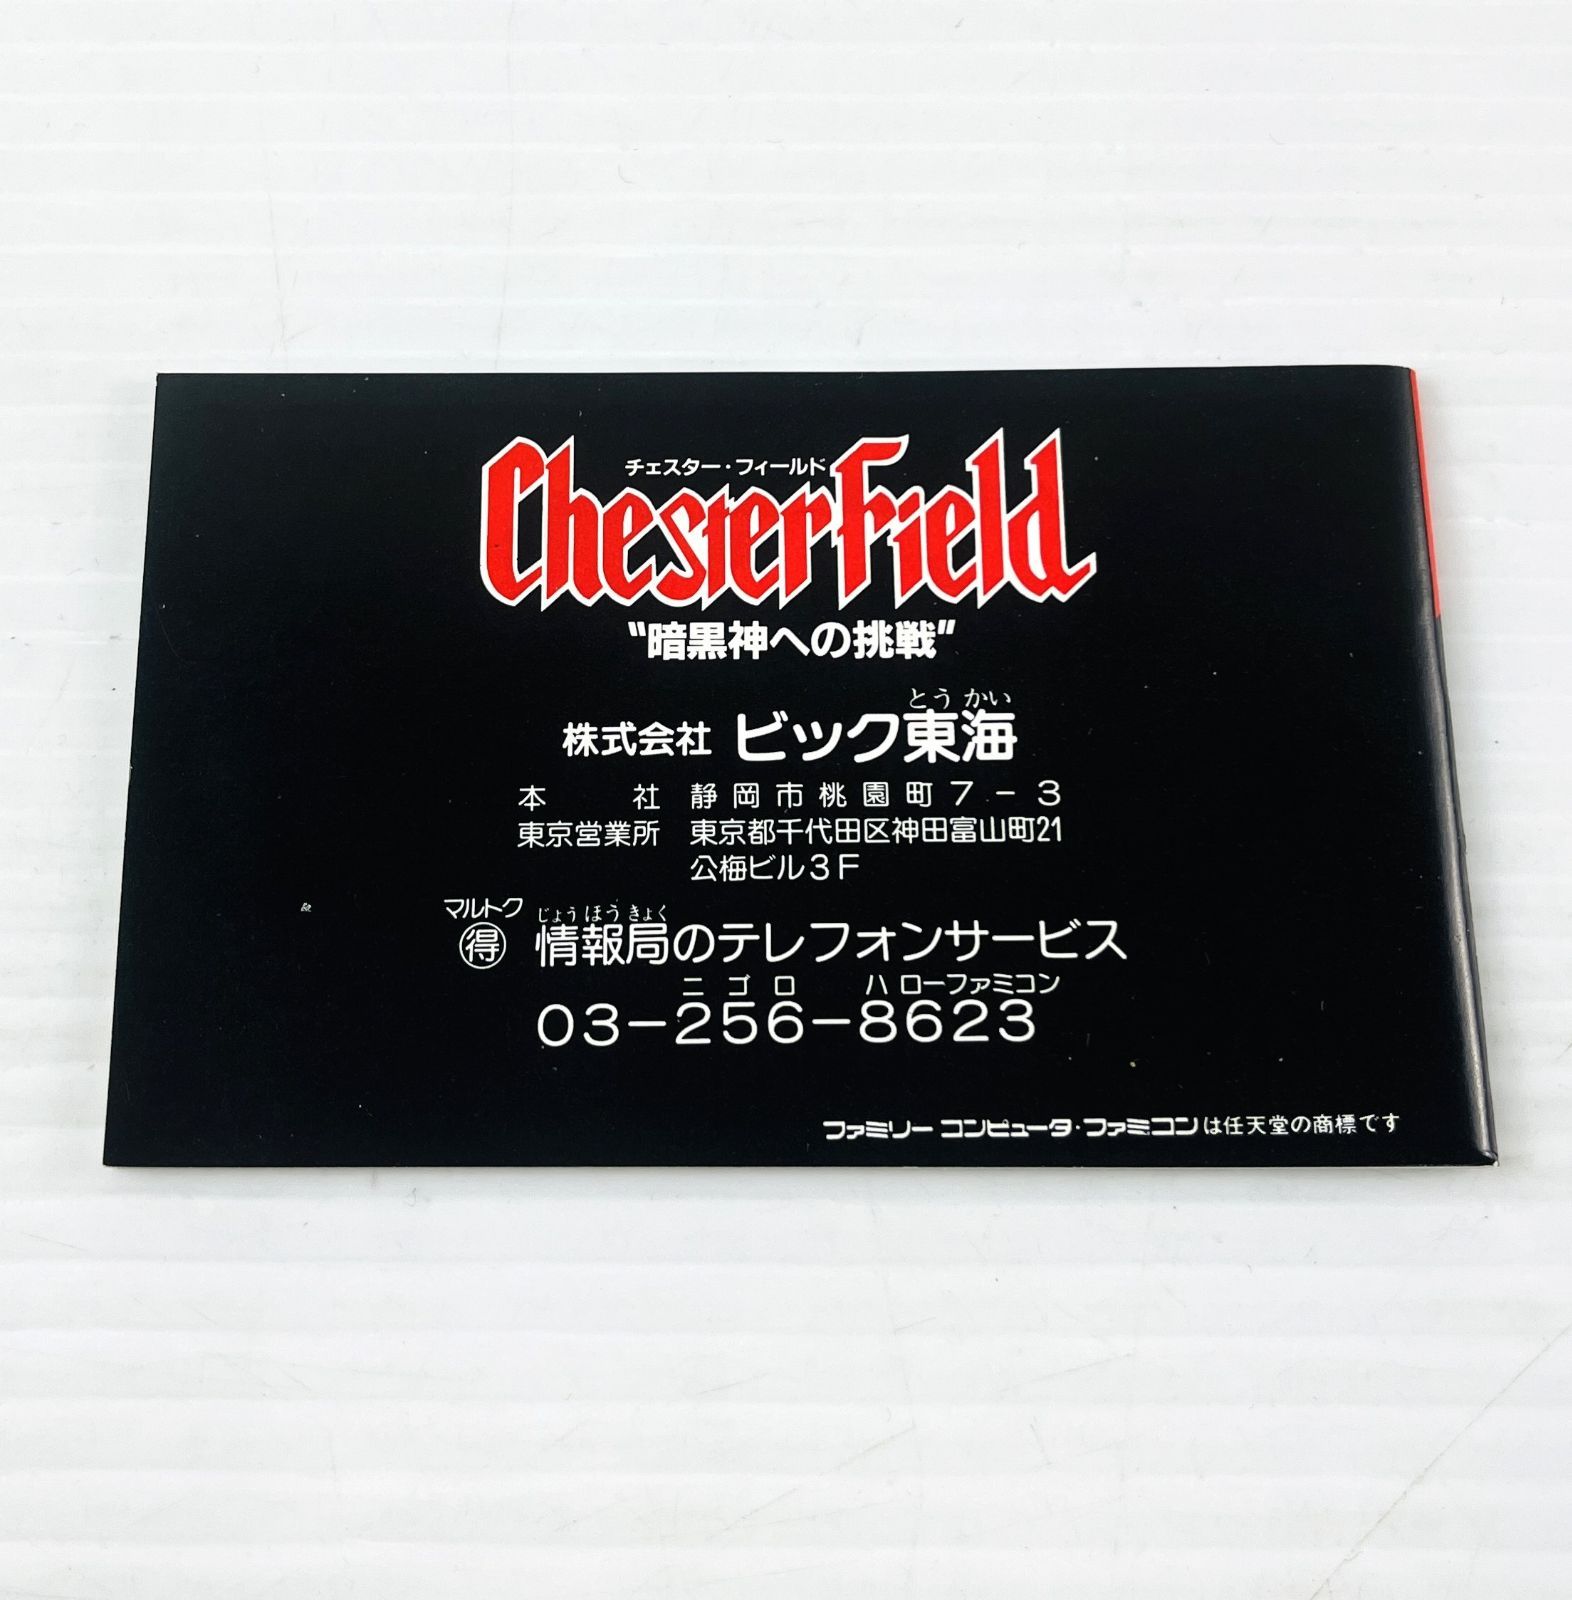 チェスター・フィールド
Chesterfield
"暗黒神への挑戦"
とうかい
株式会社 ビック東海
本社 静岡市桃園町7-3
東京営業所 東京都千代田区神田富山町21
公梅ビル3F
マルトク じょうほうきょく
㊝ 情報局のテレフォンサービス
ニゴロ ハローファミコン
03-256-8623
ファミリーコンピュータ・ファミコンは任天堂の商標です